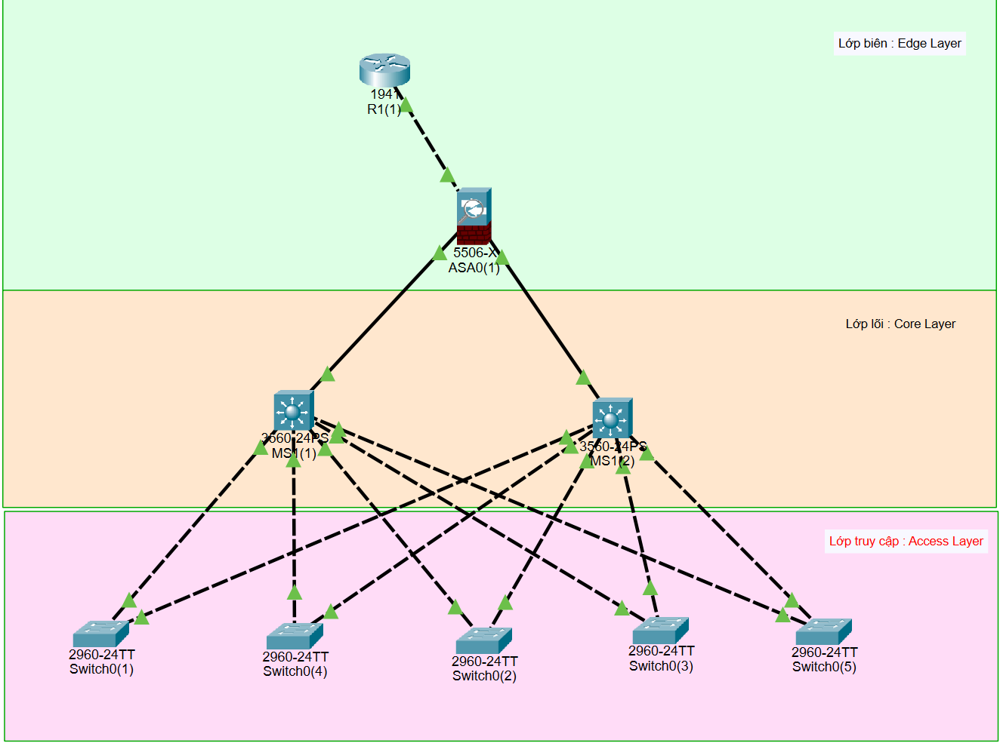 Lớp biên : Edge Layer
1941
R1(1)
5506-X
ASA0(1)
Lớp lõi : Core Layer
3560-24PS
MS1(1)
3560-24PS
MS1(2)
Lớp truy cập : Access Layer
2960-24TT
Switch0(1)
2960-24TT
Switch0(4)
2960-24TT
Switch0(2)
2960-24TT
Switch0(3)
2960-24TT
Switch0(5)